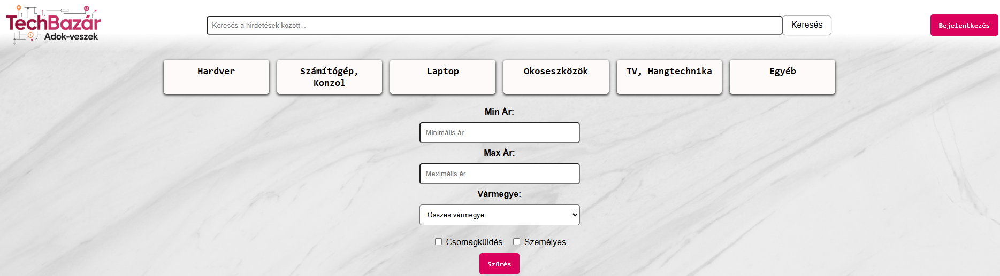 TechBazár
Adok-veszek
Keresés a hirdetések között...
Keresés
Bejelentkezés
Hardver
Számítógép,
Konzol
Laptop
Okoseszközök
TV, Hangtechnika
Egyéb
Min Ár:
Minimális ár
Max Ár:
Maximális ár
Vármegye:
Összes vármegye
Csomagküldés
Személyes
Szűrés